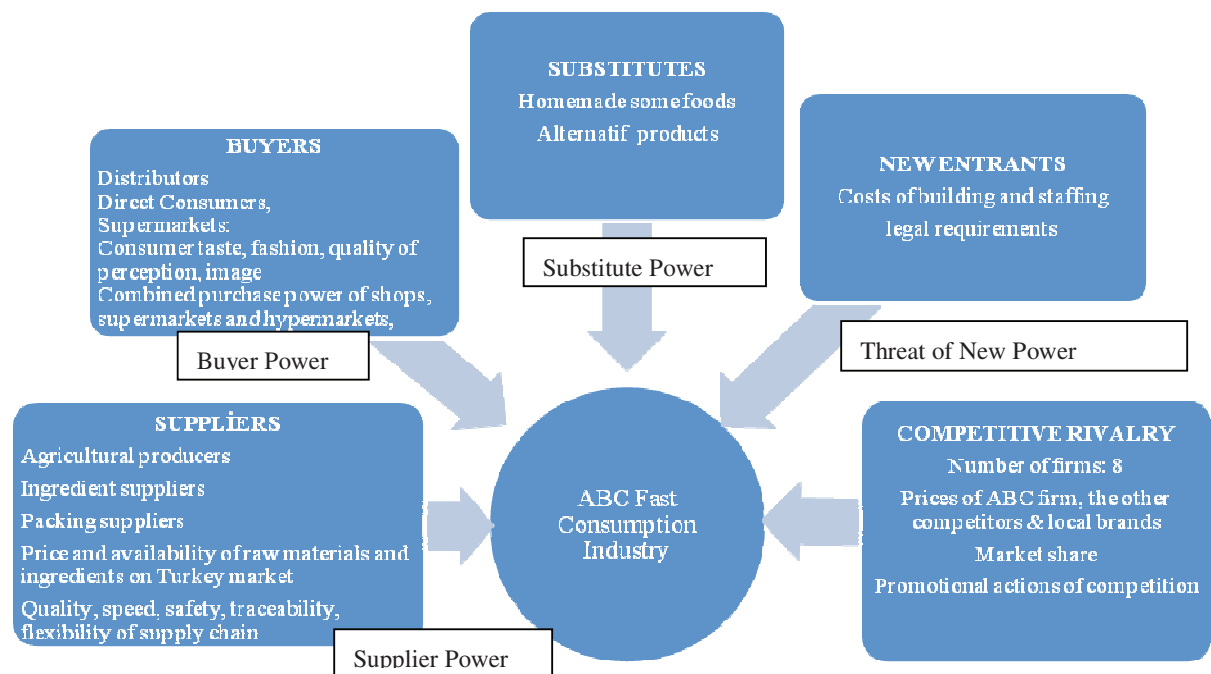 SUBSTITUTES
Homemade some foods
Alternatif products
BUYERS
Distributors
Direct Consumers,
Supermarkets:
Consumer taste, fashion, quality of
perception, image
Combined purchase power of shops,
supermarkets and hypermarkets,
NEW ENTRANTS
Costs of building and staffing
legal requirements
Substitute Power
Buyer Power
Threat of New Power
SUPPLİERS
Agricultural producers
Ingredient suppliers
Packing suppliers
Price and availability of raw materials and
ingredients on Turkey market
Quality, speed, safety, traceability,
flexibility of supply chain
Supplier Power
ABC Fast
Consumption
Industry
COMPETITIVE RIVALRY
Number of firms: 8
Prices of ABC firm, the other
competitors & local brands
Market share
Promotional actions of competition